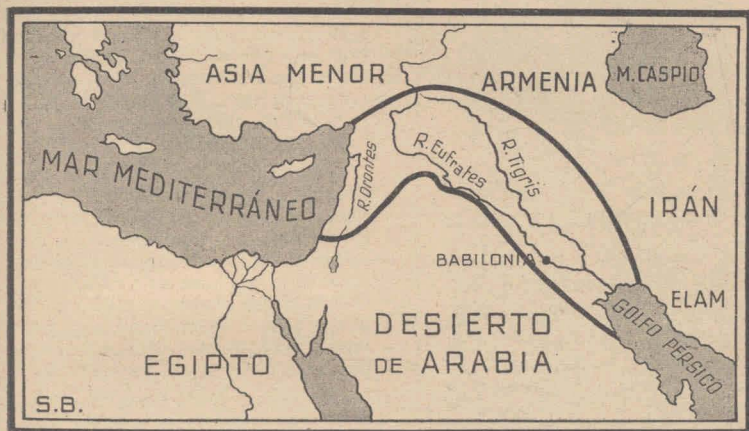 ASIA MENOR
ARMENIA
M. CASPIO
MAR MEDITERRÁNEO
R. Orontes
R. Eufrates
R. Tigris
IRÁN
BABILONIA
ELAM
GOLFO PÉRSICO
DESIERTO
DE ARABIA
EGIPTO
S.B.